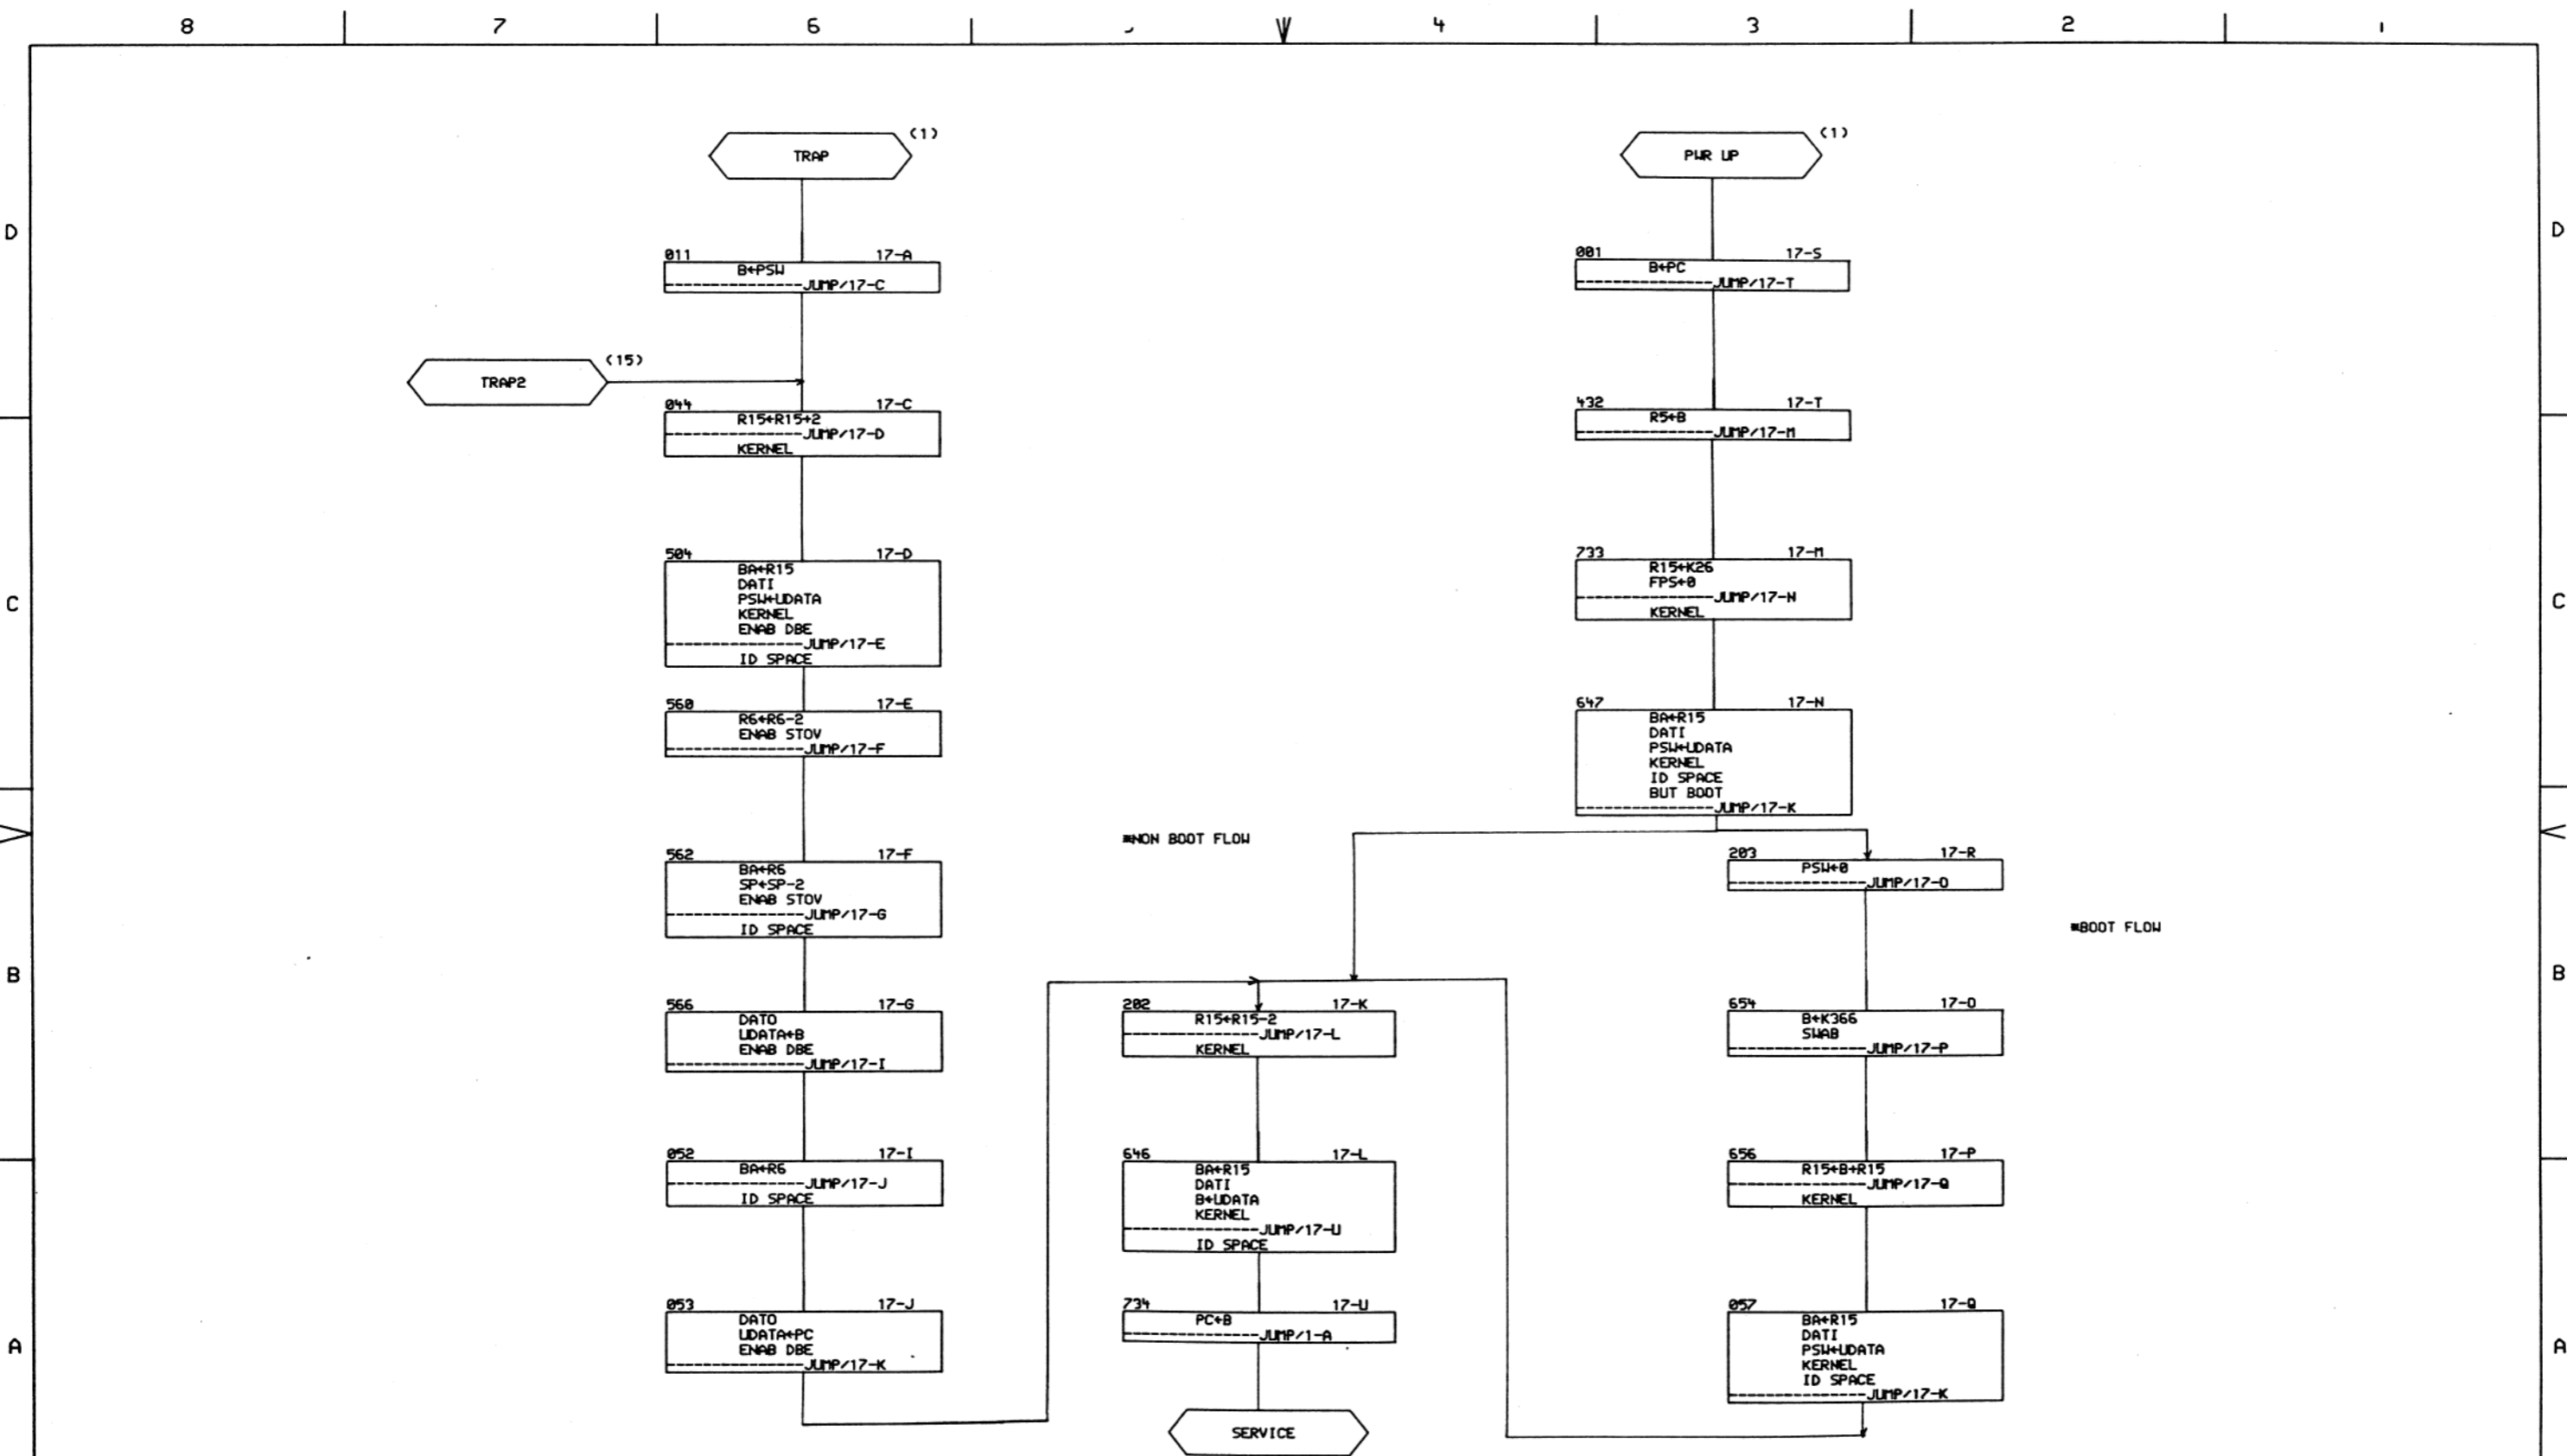 8 7 6 4 3 2
D
D
C
C
B
B
A
A
(1)
TRAP
011 17-A
B←PSW
JUMP/17-C
(15)
TRAP2
044 17-C
R15←R15+2
JUMP/17-D
KERNEL
504 17-D
BA←R15
DATI
PSW←UDATA
KERNEL
ENAB DBE
JUMP/17-E
ID SPACE
560 17-E
R6←R6-2
ENAB STOV
JUMP/17-F
562 17-F
BA←R6
SP←SP-2
ENAB STOV
JUMP/17-G
ID SPACE
566 17-G
DATO
UDATA←B
ENAB DBE
JUMP/17-I
052 17-I
BA←R6
JUMP/17-J
ID SPACE
053 17-J
DATO
UDATA←PC
ENAB DBE
JUMP/17-K
*NON BOOT FLOW
202 17-K
R15←R15-2
JUMP/17-L
KERNEL
646 17-L
BA←R15
DATI
B←UDATA
KERNEL
JUMP/17-U
ID SPACE
734 17-U
PC←B
JUMP/1-A
SERVICE
(1)
PWR UP
001 17-S
B←PC
JUMP/17-T
432 17-T
R5←B
JUMP/17-M
733 17-M
R15←K26
FPS←0
JUMP/17-N
KERNEL
647 17-N
BA←R15
DATI
PSW←UDATA
KERNEL
ID SPACE
BUT BOOT
JUMP/17-K
203 17-R
PSW←0
JUMP/17-O
*BOOT FLOW
654 17-O
B←K366
SWAB
JUMP/17-P
656 17-P
R15←B+R15
JUMP/17-Q
KERNEL
057 17-Q
BA←R15
DATI
PSW←UDATA
KERNEL
ID SPACE
JUMP/17-K